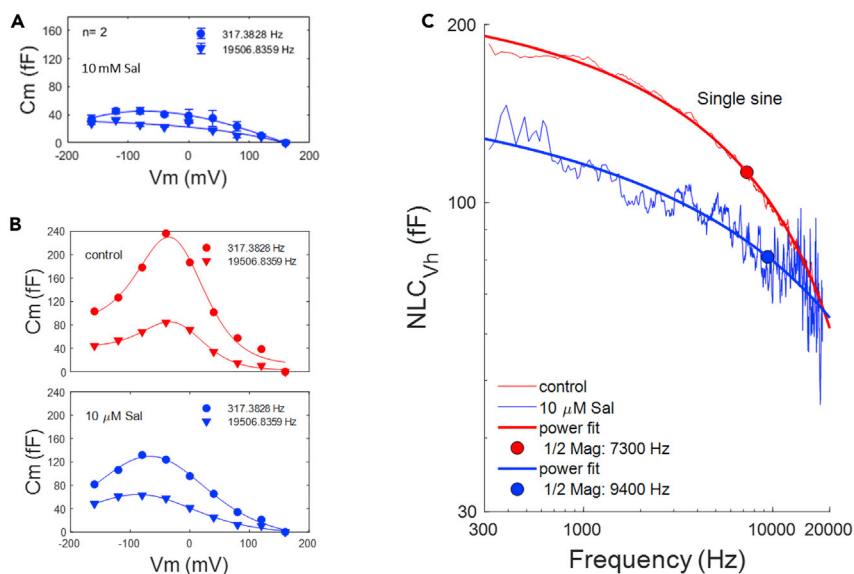 A
n= 2
317.3828 Hz
19506.8359 Hz
10 mM Sal
Cm (fF)
160
120
80
40
0
-200
-100
0
100
200
Vm (mV)
B
control
317.3828 Hz
19506.8359 Hz
Cm (fF)
240
200
160
120
80
40
0
10 μM Sal
317.3828 Hz
19506.8359 Hz
Cm (fF)
240
200
160
120
80
40
0
-200
-100
0
100
200
Vm (mV)
C
200
100
30
NLC_Vh (fF)
Single sine
control
10 μM Sal
power fit
1/2 Mag: 7300 Hz
power fit
1/2 Mag: 9400 Hz
300
1000
10000
20000
Frequency (Hz)